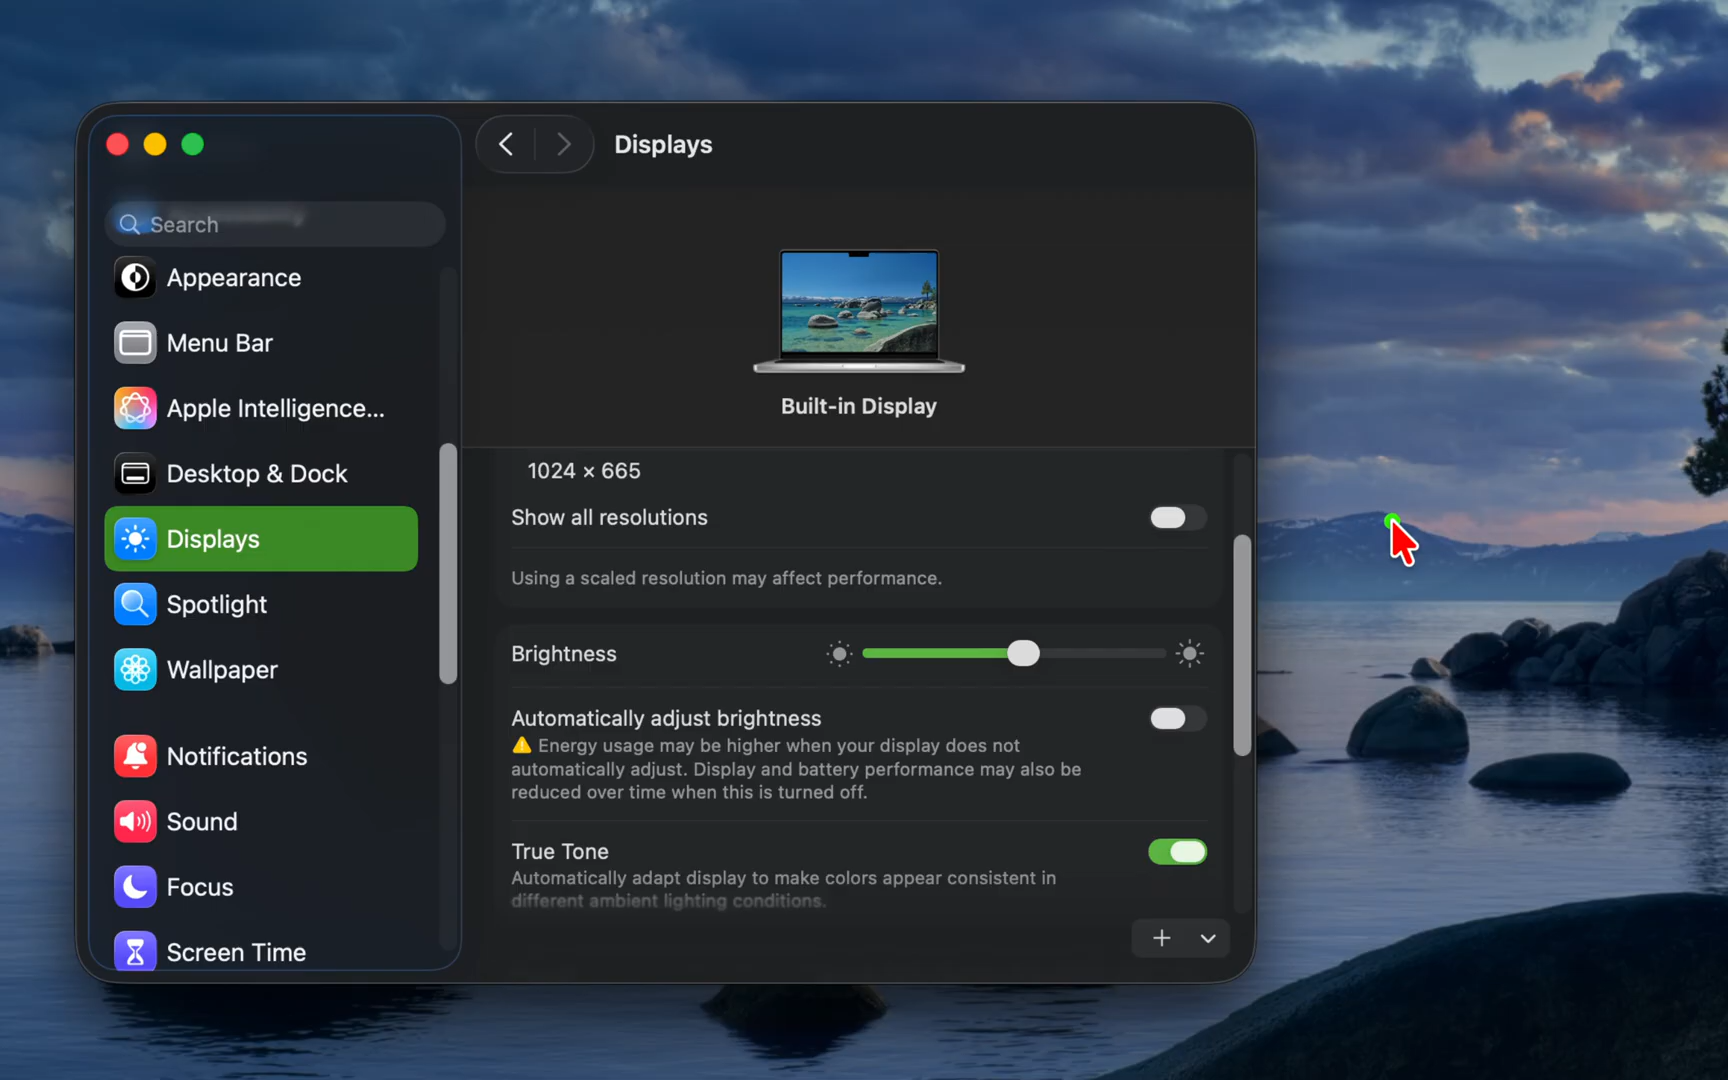 Displays
Search
Appearance
Menu Bar
Apple Intelligence...
Desktop & Dock
Displays
Spotlight
Wallpaper
Notifications
Sound
Focus
Screen Time
Built-in Display
1024 × 665
Show all resolutions
Using a scaled resolution may affect performance.
Brightness
Automatically adjust brightness
Energy usage may be higher when your display does not
automatically adjust. Display and battery performance may also be
reduced over time when this is turned off.
True Tone
Automatically adapt display to make colors appear consistent in
different ambient lighting conditions.